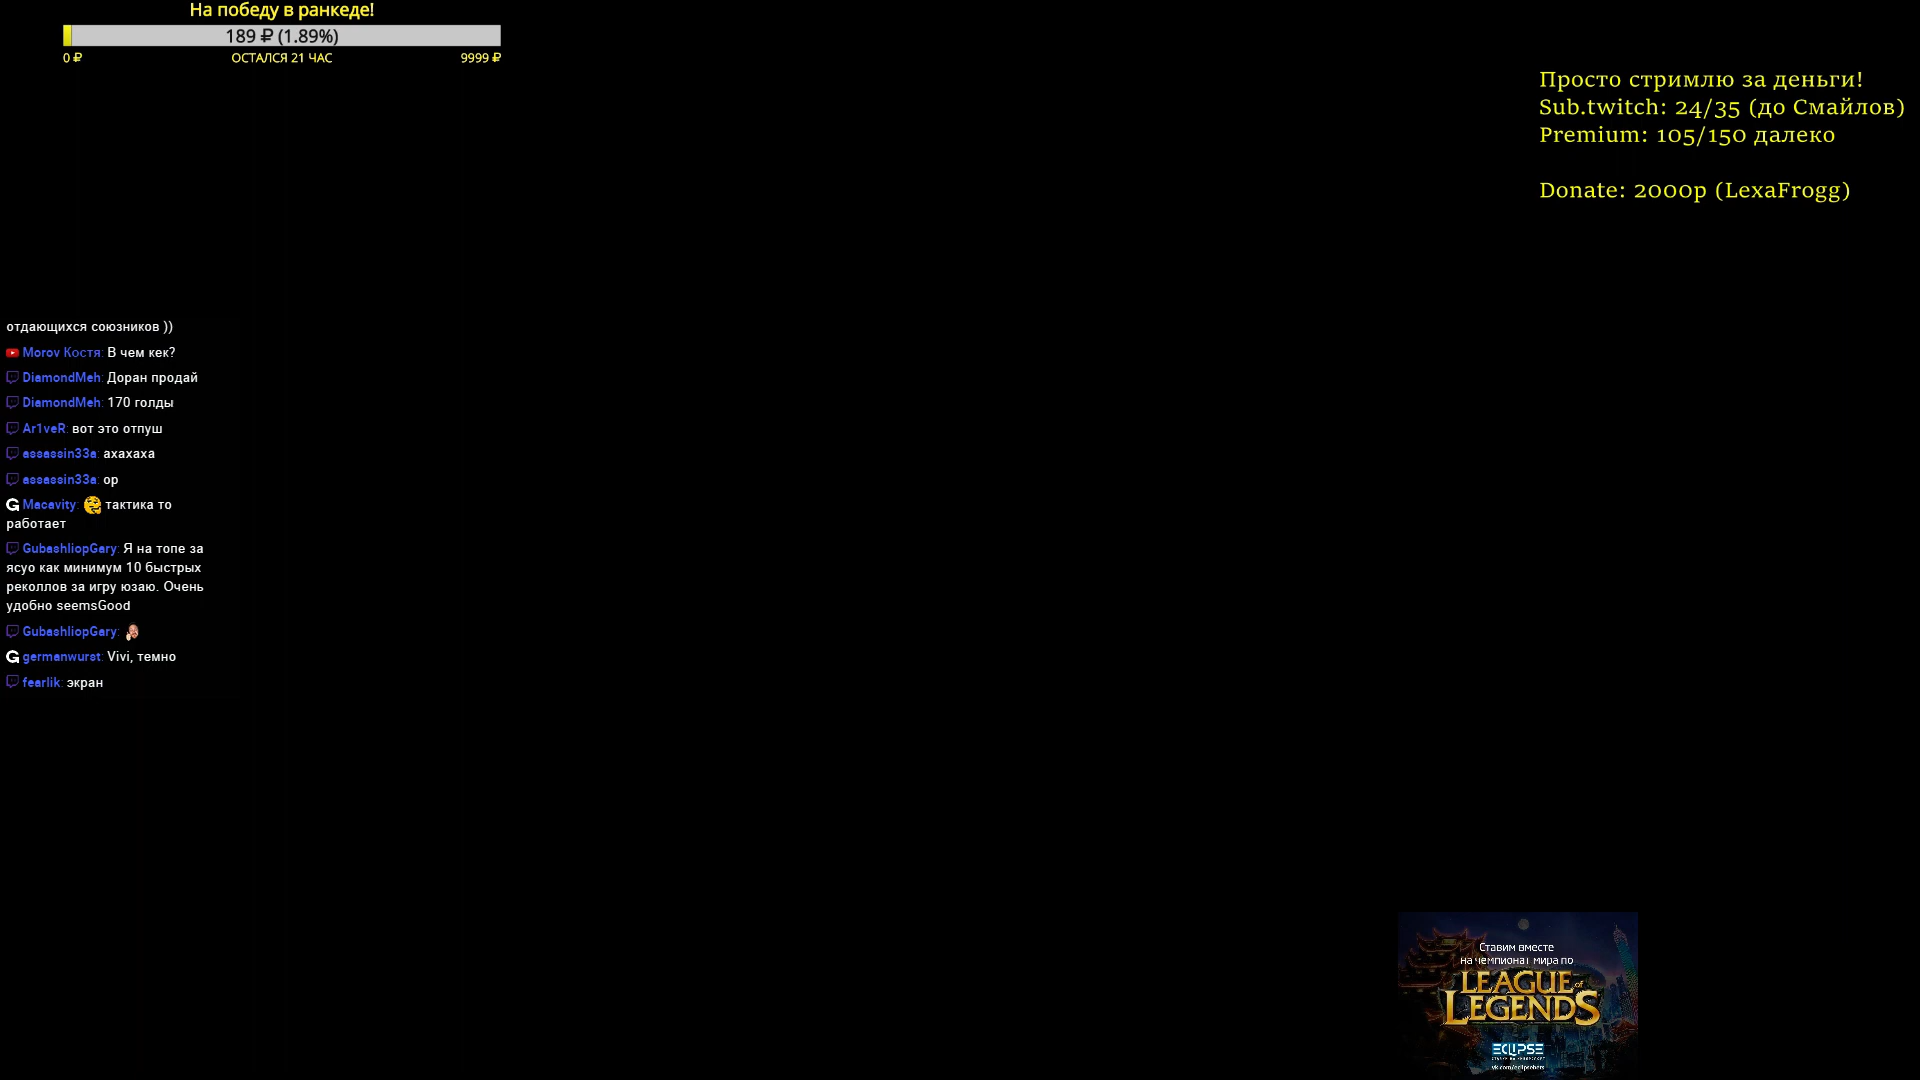 На победу в ранкеде!
189 ₽ (1.89%)
0 ₽ ОСТАЛСЯ 21 ЧАС 9999 ₽
Просто стримлю за деньги!
Sub.twitch: 24/35 (до Смайлов)
Premium: 105/150 далеко
Donate: 2000р (LexaFrogg)
отдающихся союзников ))
Morov Костя: В чем кек?
DiamondMeh: Доран продай
DiamondMeh: 170 голды
Ar1veR: вот это отпуш
assassin33a: ахахаха
assassin33a: ор
Macavity: тактика то
работает
GubashliopGary: Я на топе за
ясуо как минимум 10 быстрых
реколлов за игру юзаю. Очень
удобно seemsGood
GubashliopGary:
germanwurst: Vivi, темно
fearlik: экран
Ставим вместе
на чемпионат мира по
LEAGUE of
LEGENDS
ECLIPSE